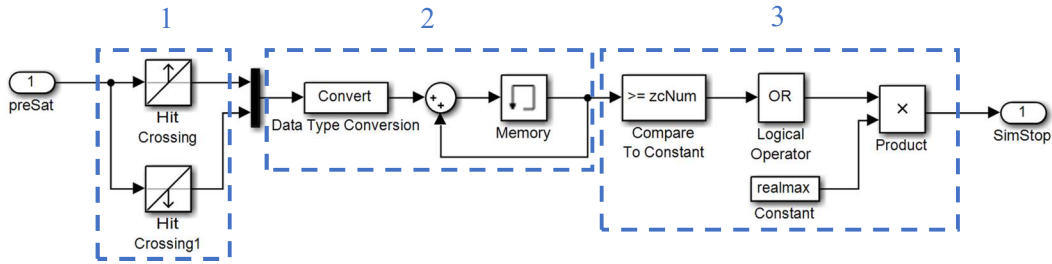 1
2
3
1
preSat
Hit
Crossing
Hit
Crossing1
Convert
Data Type Conversion
++
Memory
>= zcNum
Compare
To Constant
OR
Logical
Operator
realmax
Constant
×
Product
1
SimStop